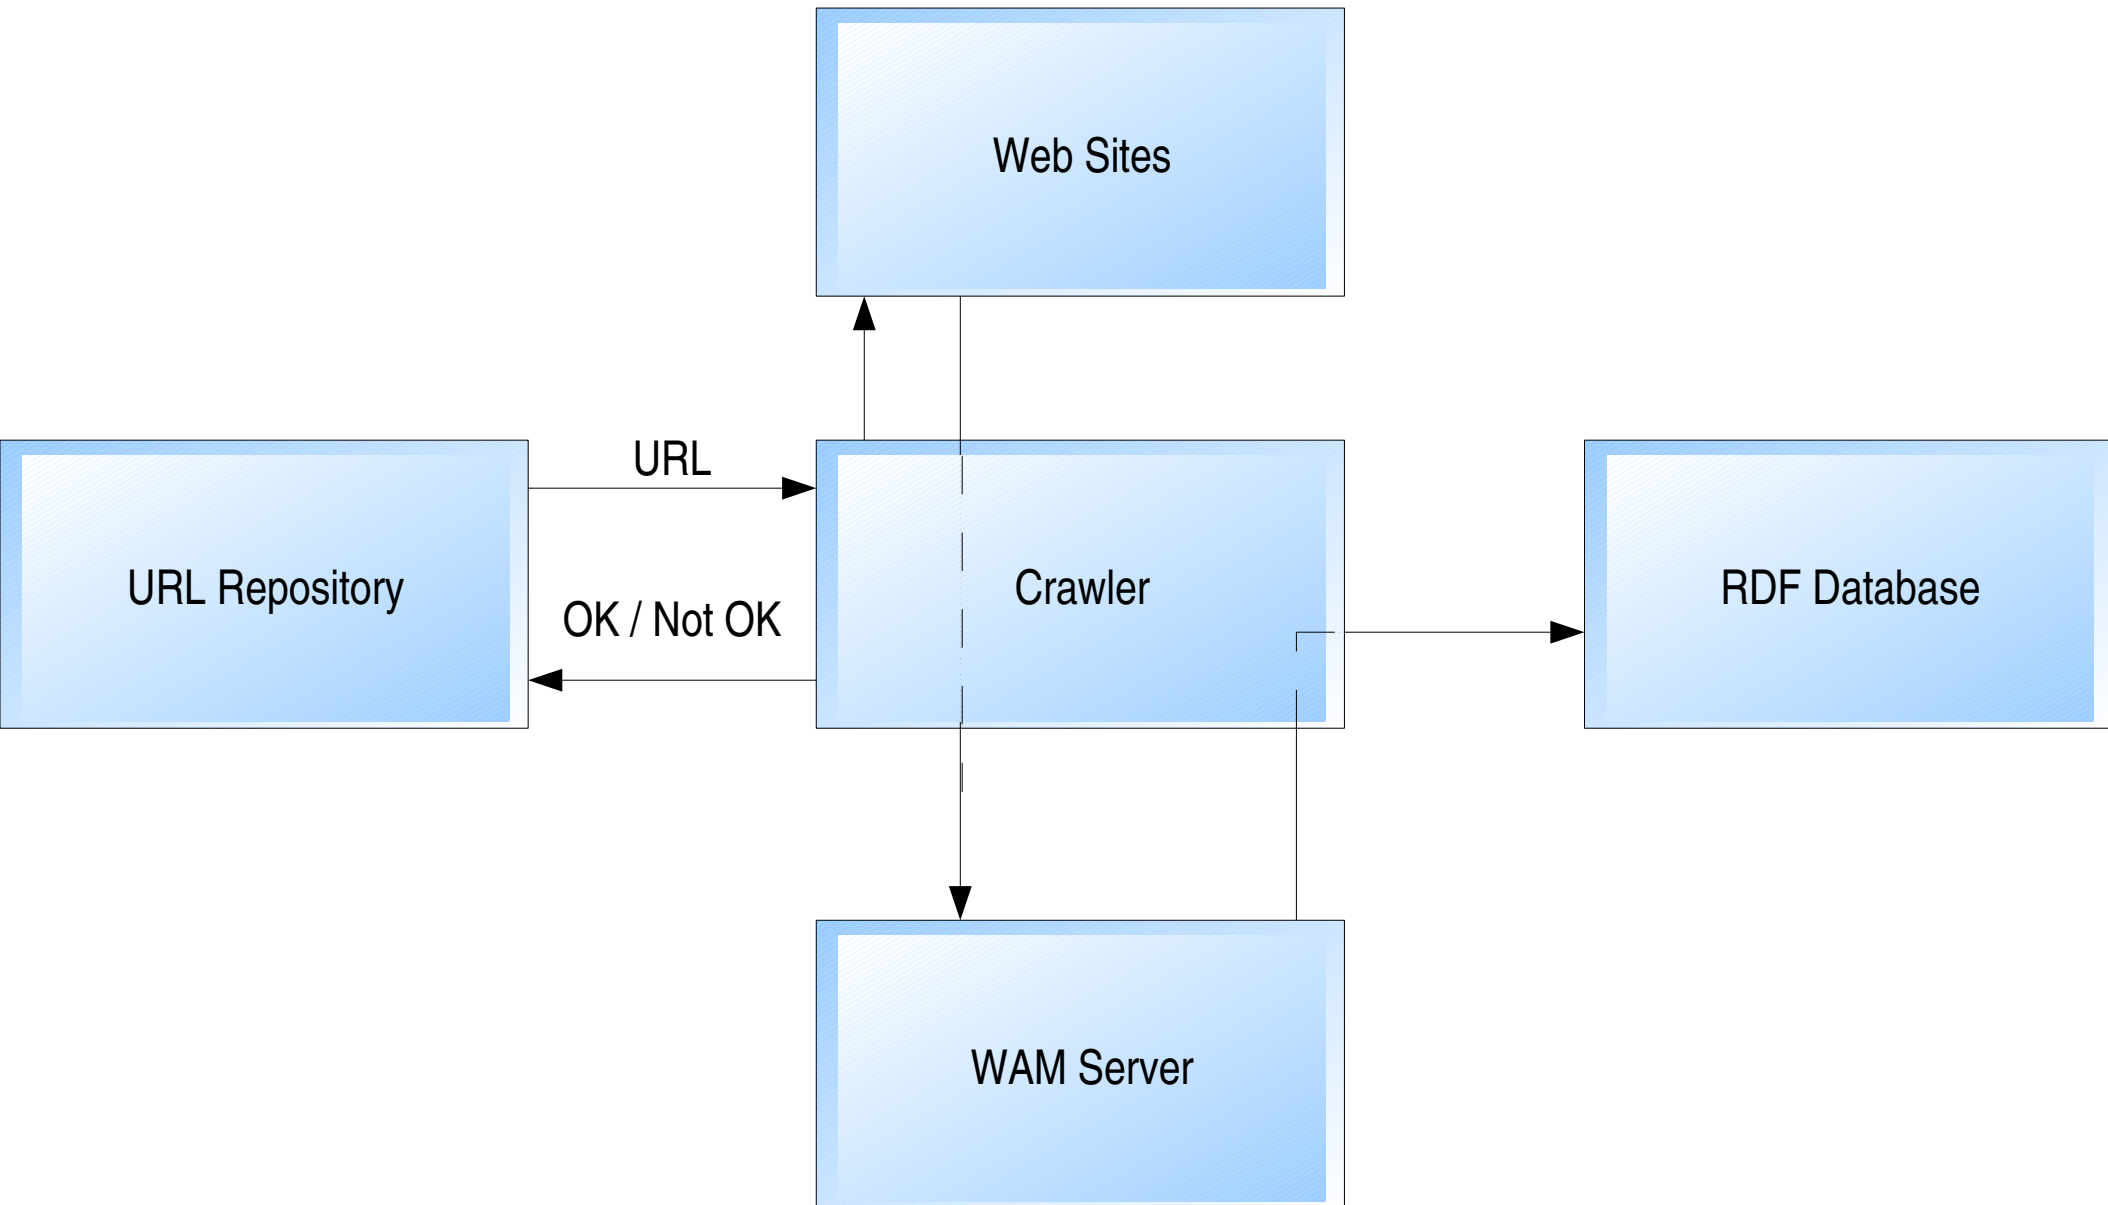 Web Sites
URL
URL Repository
Crawler
RDF Database
OK / Not OK
WAM Server